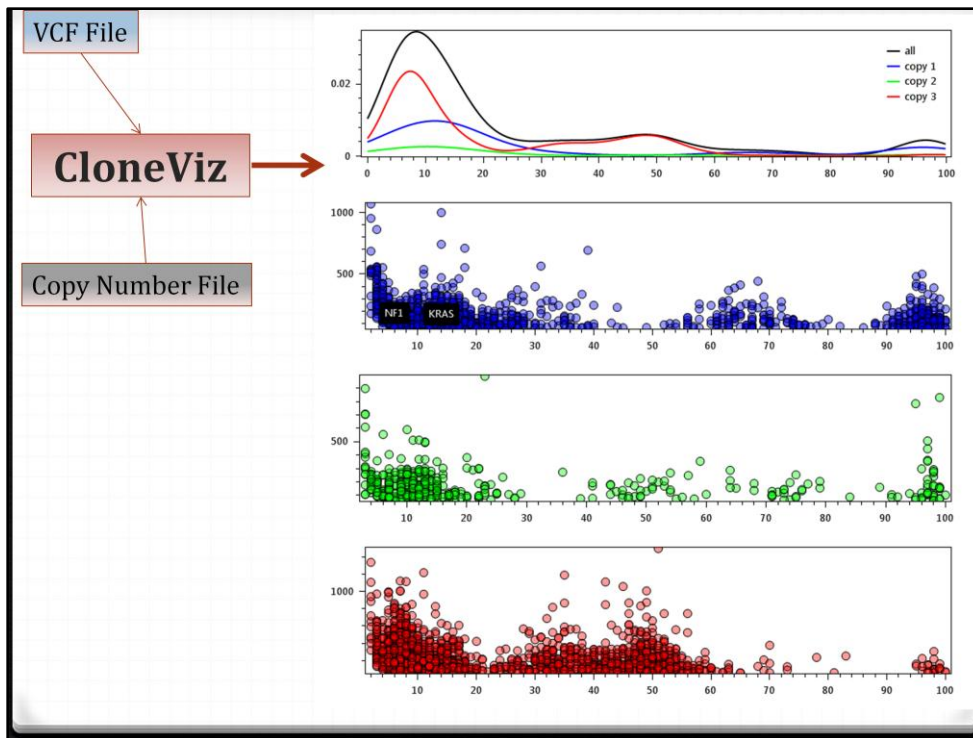 VCF File
CloneViz
Copy Number File
all
copy 1
copy 2
copy 3
0.02
0
0 10 20 30 40 50 60 70 80 90 100
1000
500
NF1 KRAS
10 20 30 40 50 60 70 80 90 100
500
10 20 30 40 50 60 70 80 90 100
1000
10 20 30 40 50 60 70 80 90 100